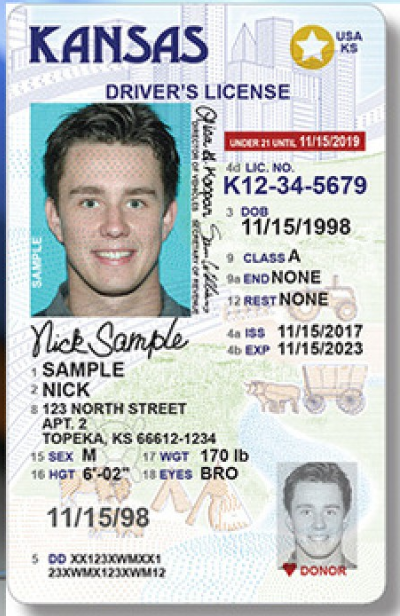 KANSAS
USA
KS
DRIVER'S LICENSE
UNDER 21 UNTIL 11/15/2019
4d LIC. NO.
K12-34-5679
3 DOB
11/15/1998
9 CLASS A
9a END NONE
12 REST NONE
4a ISS 11/15/2017
4b EXP 11/15/2023
SAMPLE
DIRECTOR OF VEHICLES
SECRETARY OF REVENUE
Nick Sample
1 SAMPLE
2 NICK
8 123 NORTH STREET
APT. 2
TOPEKA, KS 66612-1234
15 SEX M 17 WGT 170 lb
16 HGT 6'-02" 18 EYES BRO
11/15/98
5 DD XX123XWMXX1
23XWMX123XWM12
DONOR